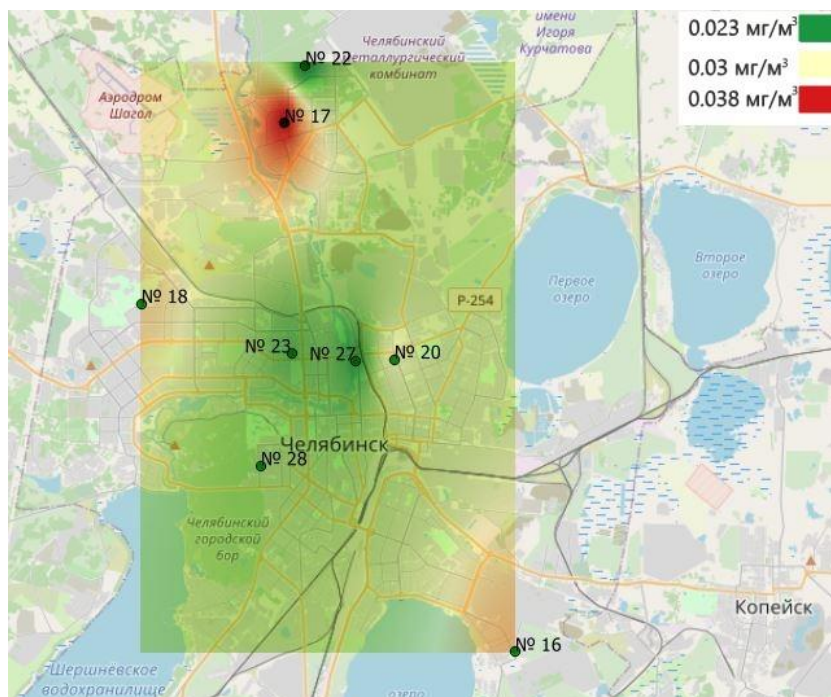 имени
Игоря
Курчатова
0.023 мг/м³
0.03 мг/м³
0.038 мг/м³
№ 22
Челябинский
металлургический
комбинат
Аэродром
Шагол
№ 17
Первое
озеро
Второе
озеро
Р-254
№ 18
№ 23
№ 27
№ 20
Челябинск
№ 28
Челябинский
городской
бор
Копейск
№ 16
Шершнёвское
водохранилище
озеро